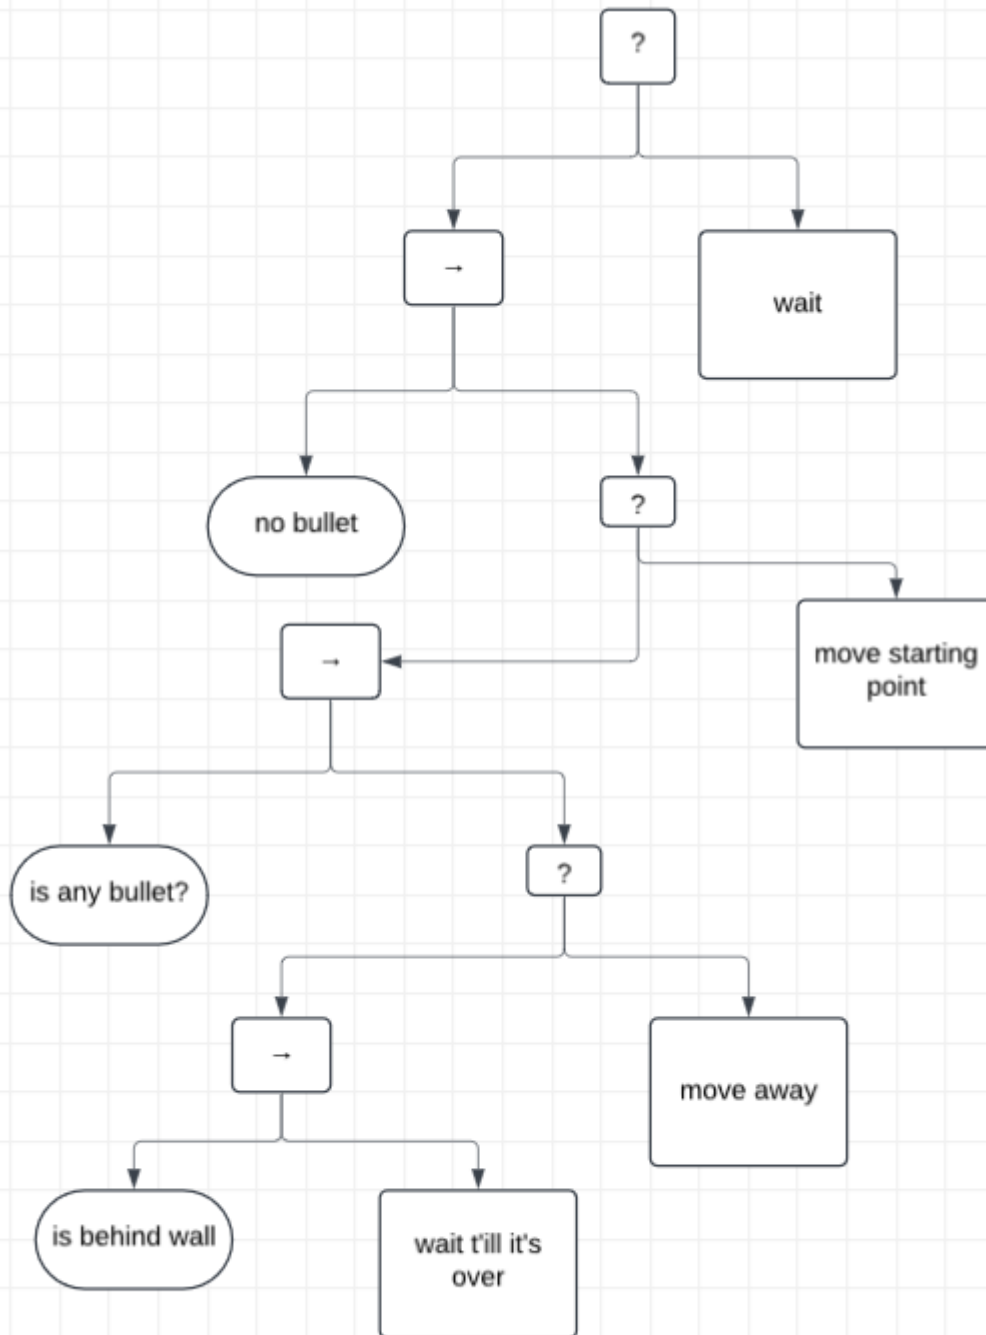 ?
→
wait
no bullet
?
→
move starting
point
is any bullet?
?
→
move away
is behind wall
wait t'ill it's
over